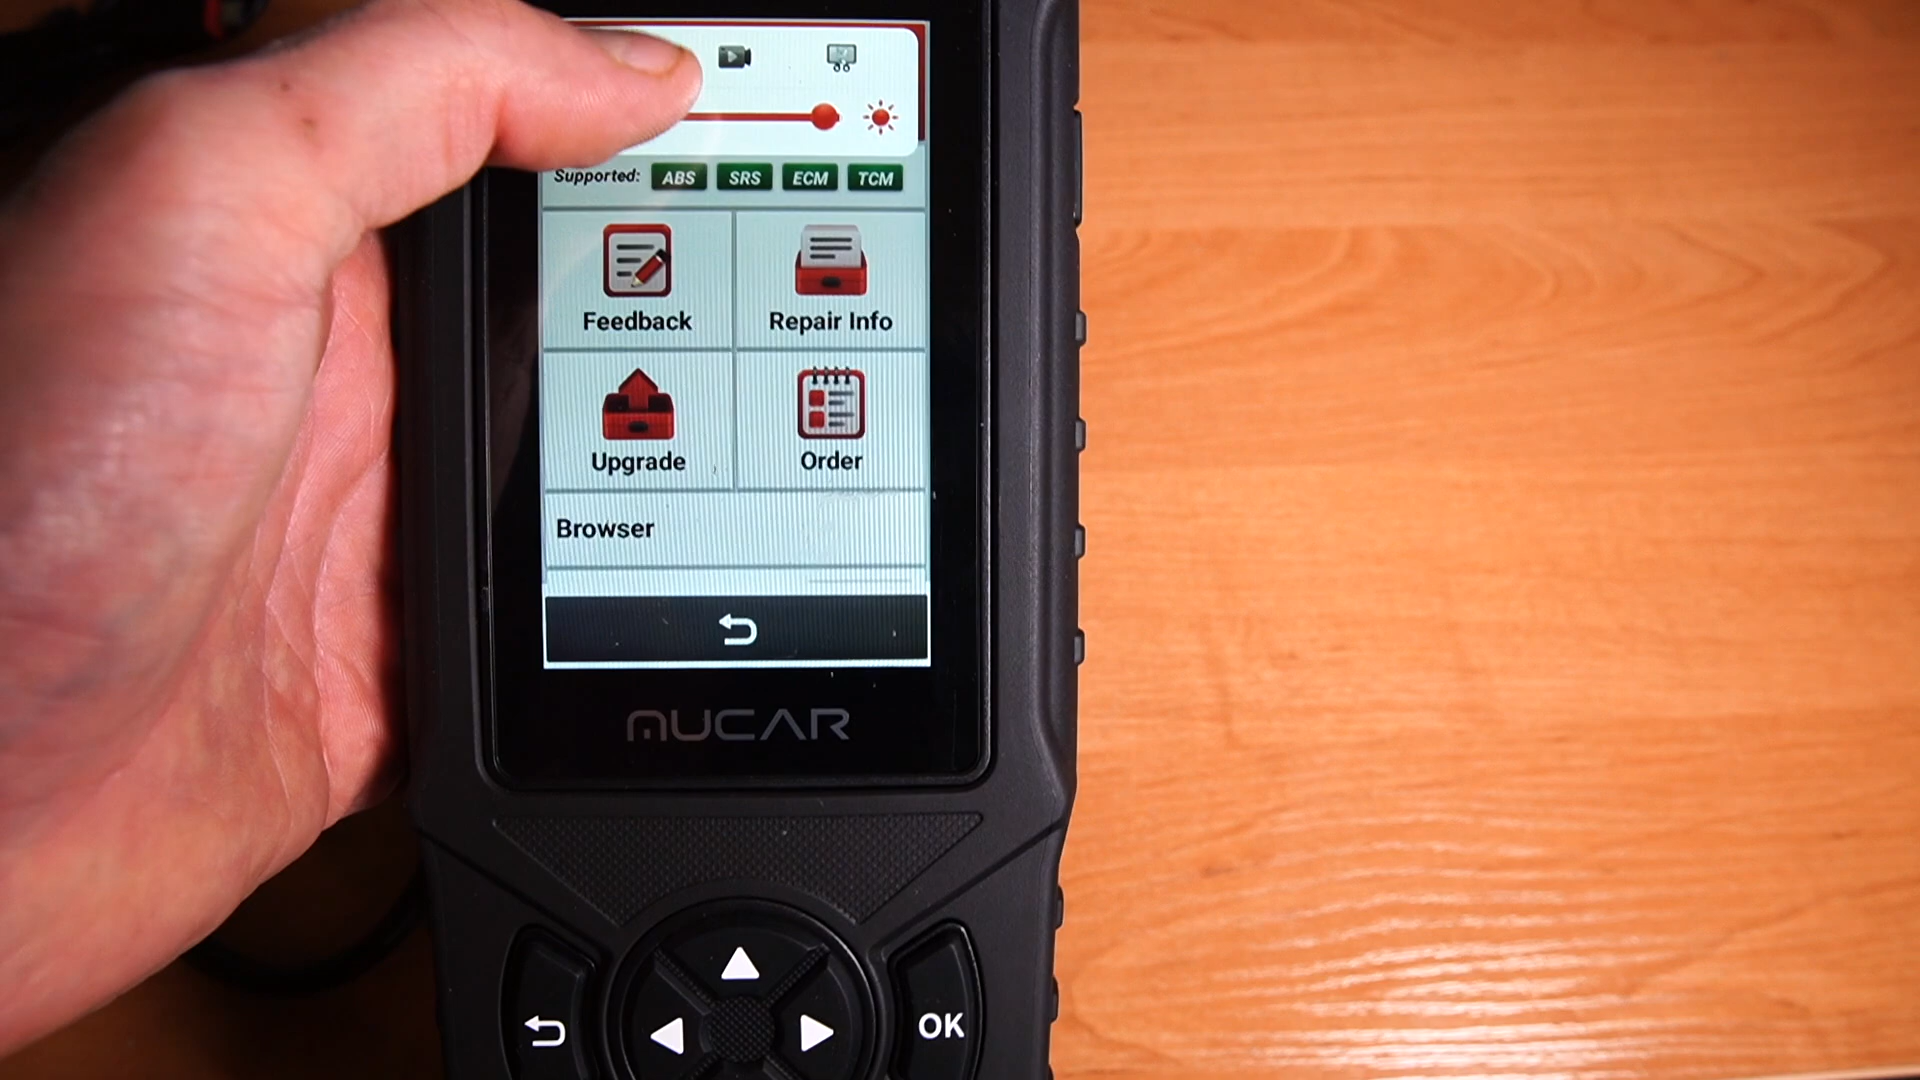 Supported: ABS SRS ECM TCM
Feedback Repair Info
Upgrade Order
Browser
MUCAR
OK